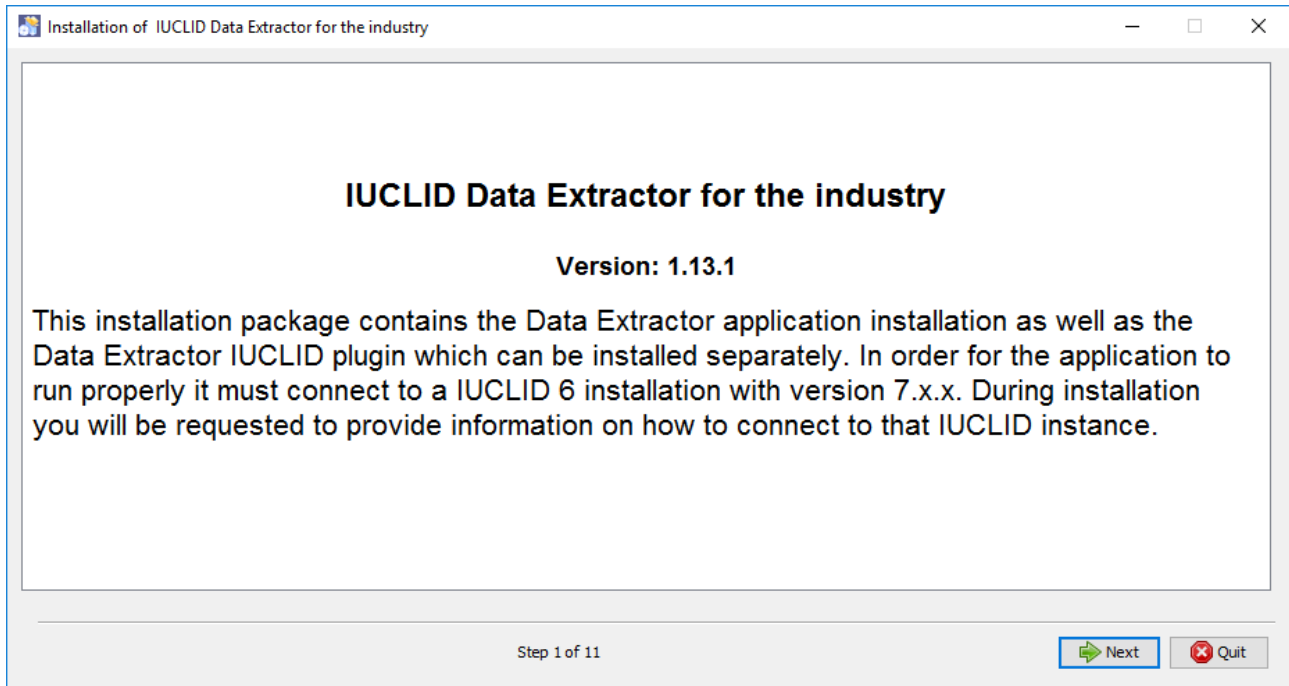 Installation of IUCLID Data Extractor for the industry
IUCLID Data Extractor for the industry
Version: 1.13.1
This installation package contains the Data Extractor application installation as well as the
Data Extractor IUCLID plugin which can be installed separately. In order for the application to
run properly it must connect to a IUCLID 6 installation with version 7.x.x. During installation
you will be requested to provide information on how to connect to that IUCLID instance.
Step 1 of 11
Next
Quit